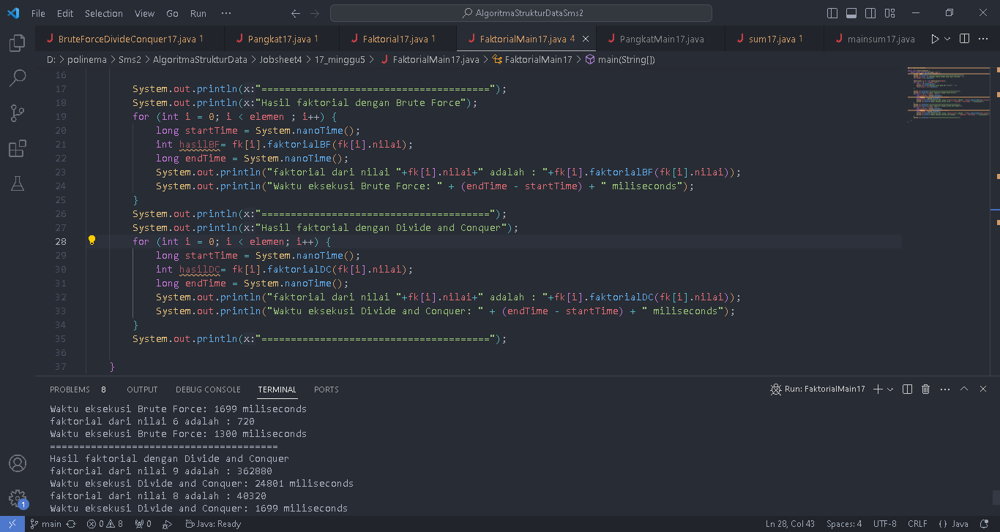 File Edit Selection View Go Run ··· AlgoritmaStrukturDataSms2
BruteForceDivideConquer17.java 1 Pangkat17.java 1 Faktorial17.java 1 FaktorialMain17.java 4 PangkatMain17.java sum17.java 1 mainsum17.java
D: > polinema > Sms2 > AlgoritmaStrukturData > Jobsheet4 > 17_minggu5 > FaktorialMain17.java > FaktorialMain17 > main(String[])
16
17 System.out.println(x:"=======================================");
18 System.out.println(x:"Hasil faktorial dengan Brute Force");
19 for (int i = 0; i < elemen ; i++) {
20 long startTime = System.nanoTime();
21 int hasilBF= fk[i].faktorialBF(fk[i].nilai);
22 long endTime = System.nanoTime();
23 System.out.println("faktorial dari nilai "+fk[i].nilai+" adalah : "+fk[i].faktorialBF(fk[i].nilai));
24 System.out.println("Waktu eksekusi Brute Force: " + (endTime - startTime) + " miliseconds");
25 }
26 System.out.println(x:"=======================================");
27 System.out.println(x:"Hasil faktorial dengan Divide and Conquer");
28 for (int i = 0; i < elemen; i++) {
29 long startTime = System.nanoTime();
30 int hasilDC= fk[i].faktorialDC(fk[i].nilai);
31 long endTime = System.nanoTime();
32 System.out.println("faktorial dari nilai "+fk[i].nilai+" adalah : "+fk[i].faktorialDC(fk[i].nilai));
33 System.out.println("Waktu eksekusi Divide and Conquer: " + (endTime - startTime) + " miliseconds");
34 }
35 System.out.println(x:"=======================================");
36
37 }
PROBLEMS 8 OUTPUT DEBUG CONSOLE TERMINAL PORTS Run: FaktorialMain17
Waktu eksekusi Brute Force: 1699 miliseconds
faktorial dari nilai 6 adalah : 720
Waktu eksekusi Brute Force: 1300 miliseconds
=======================================
Hasil faktorial dengan Divide and Conquer
faktorial dari nilai 9 adalah : 362880
Waktu eksekusi Divide and Conquer: 24801 miliseconds
faktorial dari nilai 8 adalah : 40320
Waktu eksekusi Divide and Conquer: 1699 miliseconds
1
main 0 8 0 Java: Ready Ln 28, Col 43 Spaces: 4 UTF-8 CRLF {} Java